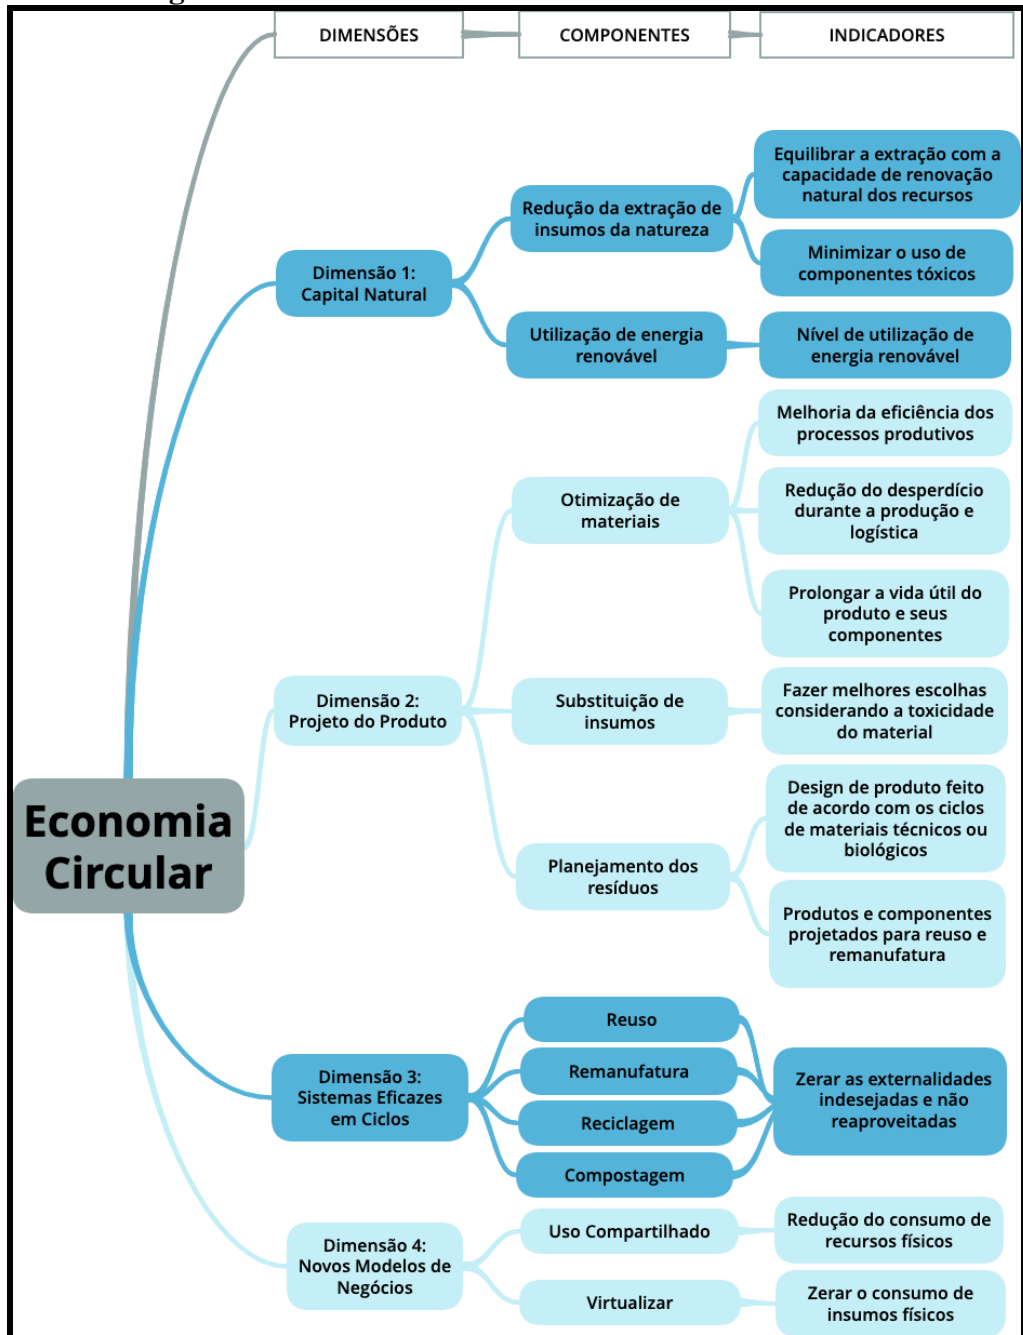 DIMENSÕES
COMPONENTES
INDICADORES
Equilibrar a extração com a
capacidade de renovação
natural dos recursos
Redução da extração de
insumos da natureza
Minimizar o uso de
componentes tóxicos
Dimensão 1:
Capital Natural
Utilização de energia
renovável
Nível de utilização de
energia renovável
Melhoria da eficiência dos
processos produtivos
Otimização de
materiais
Redução do desperdício
durante a produção e
logística
Prolongar a vida útil do
produto e seus
componentes
Dimensão 2:
Projeto do Produto
Substituição de
insumos
Fazer melhores escolhas
considerando a toxicidade
do material
Design de produto feito
de acordo com os ciclos
de materiais técnicos ou
biológicos
Planejamento dos
resíduos
Produtos e componentes
projetados para reuso e
remanufatura
Economia
Circular
Reuso
Remanufatura
Reciclagem
Compostagem
Dimensão 3:
Sistemas Eficazes
em Ciclos
Zerar as externalidades
indesejadas e não
reaproveitadas
Dimensão 4:
Novos Modelos de
Negócios
Uso Compartilhado
Redução do consumo de
recursos físicos
Virtualizar
Zerar o consumo de
insumos físicos